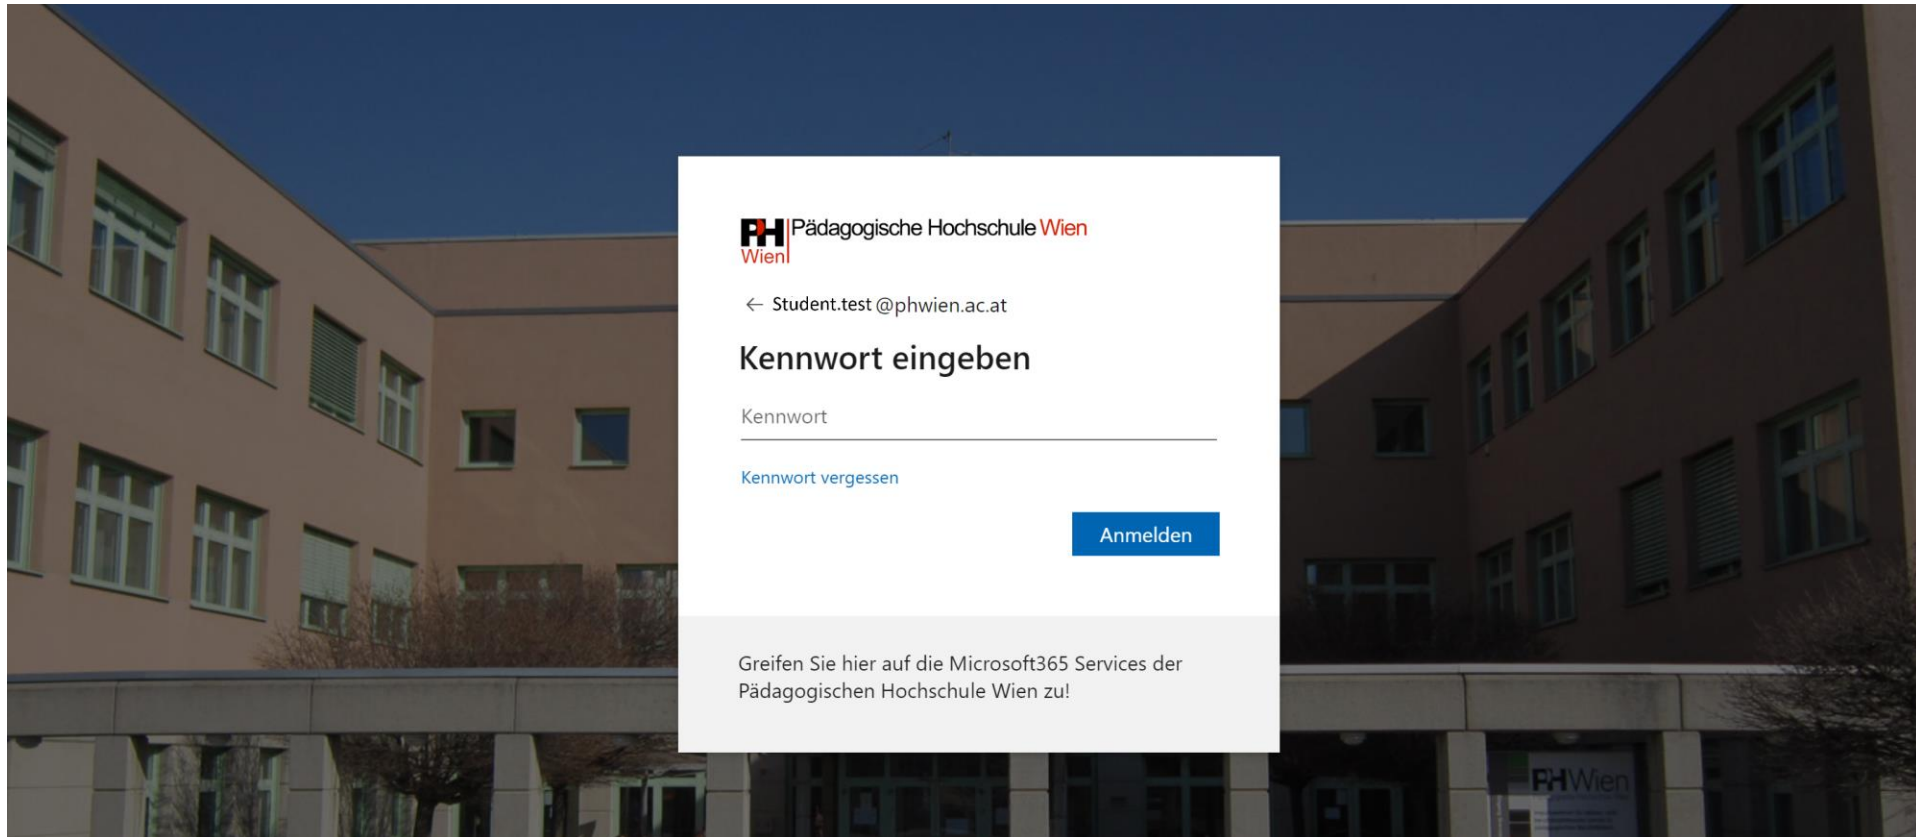 PH Pädagogische Hochschule Wien
Wien
← Student.test @phwien.ac.at
Kennwort eingeben
Kennwort
Kennwort vergessen
Anmelden
Greifen Sie hier auf die Microsoft365 Services der
Pädagogischen Hochschule Wien zu!
PH Wien